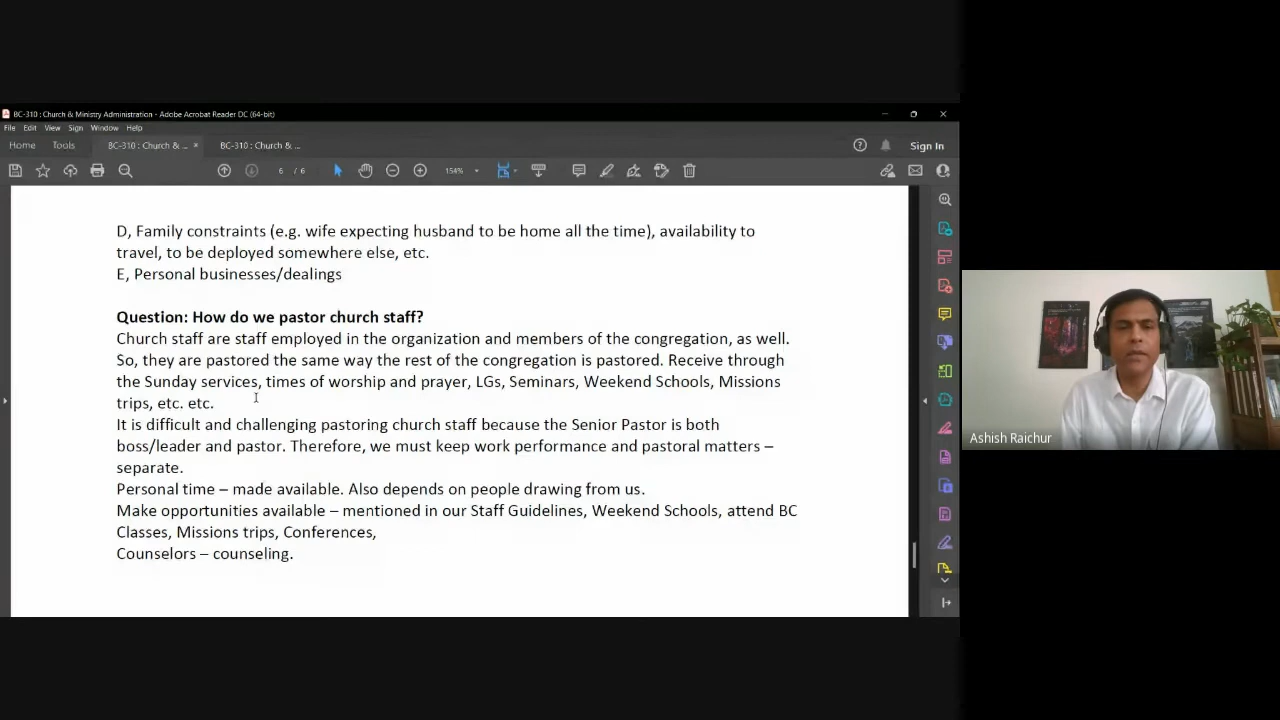 BC-310 : Church & Ministry Administration - Adobe Acrobat Reader DC (64-bit)
File Edit View Sign Window Help
Home Tools BC-310 : Church & ... × BC-310 : Church & ... Sign In
6 / 6 154%
D, Family constraints (e.g. wife expecting husband to be home all the time), availability to
travel, to be deployed somewhere else, etc.
E, Personal businesses/dealings
Question: How do we pastor church staff?
Church staff are staff employed in the organization and members of the congregation, as well.
So, they are pastored the same way the rest of the congregation is pastored. Receive through
the Sunday services, times of worship and prayer, LGs, Seminars, Weekend Schools, Missions
trips, etc. etc.
It is difficult and challenging pastoring church staff because the Senior Pastor is both
boss/leader and pastor. Therefore, we must keep work performance and pastoral matters –
separate.
Personal time – made available. Also depends on people drawing from us.
Make opportunities available – mentioned in our Staff Guidelines, Weekend Schools, attend BC
Classes, Missions trips, Conferences,
Counselors – counseling.
Ashish Raichur